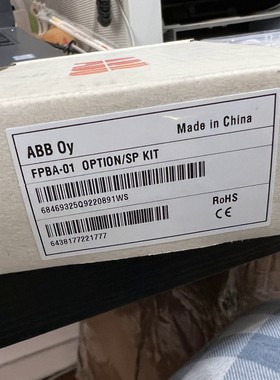 ABB Oy
Made in China
FPBA-01 OPTION/SP KIT
68469325Q9220891WS
RoHS
CE
6438177221777